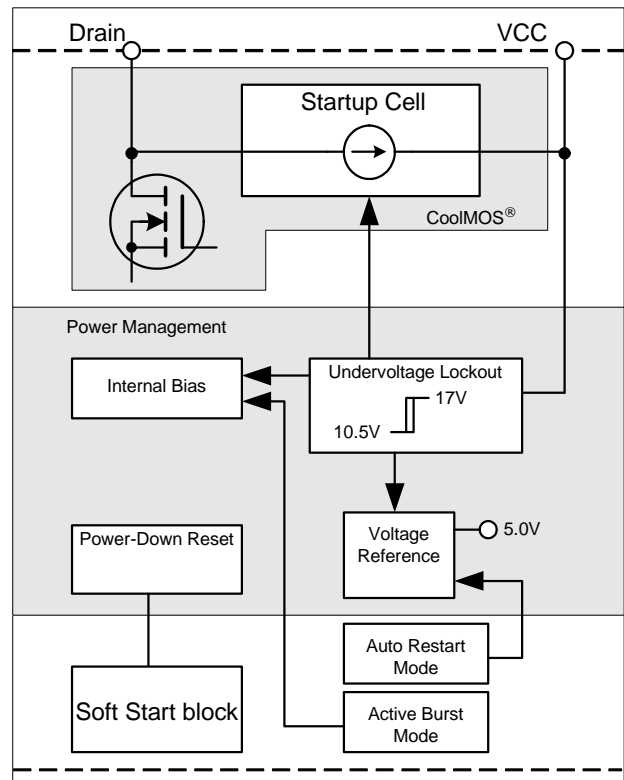 Drain
VCC
Startup Cell
CoolMOS®
Power Management
Internal Bias
Undervoltage Lockout
17V
10.5V
Power-Down Reset
Voltage
Reference
5.0V
Auto Restart
Mode
Soft Start block
Active Burst
Mode